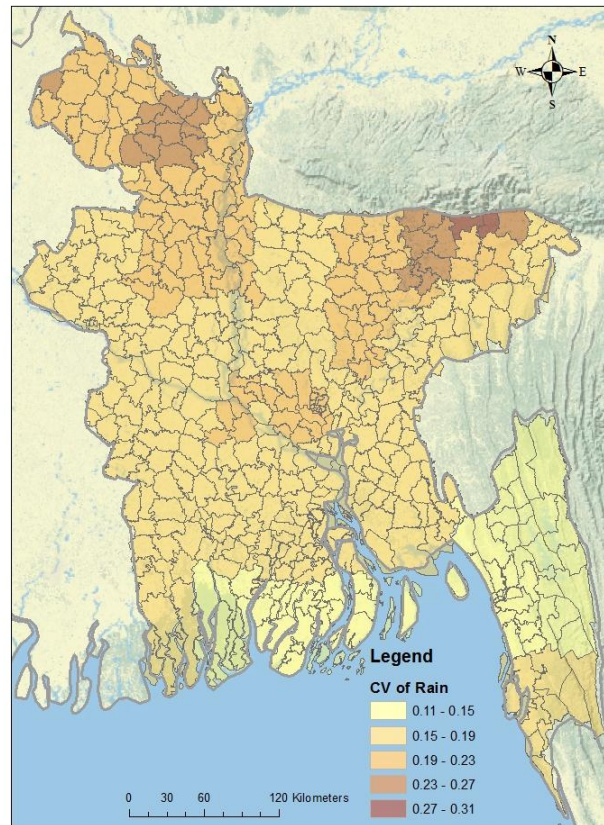 N
W E
S
Legend
CV of Rain
0.11 - 0.15
0.15 - 0.19
0.19 - 0.23
0.23 - 0.27
0.27 - 0.31
0 30 60 120 Kilometers